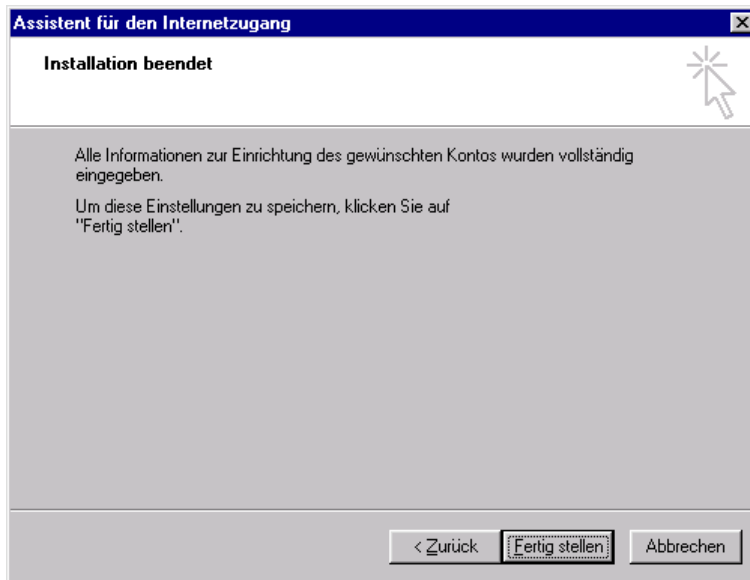 Assistent für den Internetzugang
Installation beendet
Alle Informationen zur Einrichtung des gewünschten Kontos wurden vollständig
eingegeben.
Um diese Einstellungen zu speichern, klicken Sie auf
"Fertig stellen".
< Zurück Fertig stellen Abbrechen